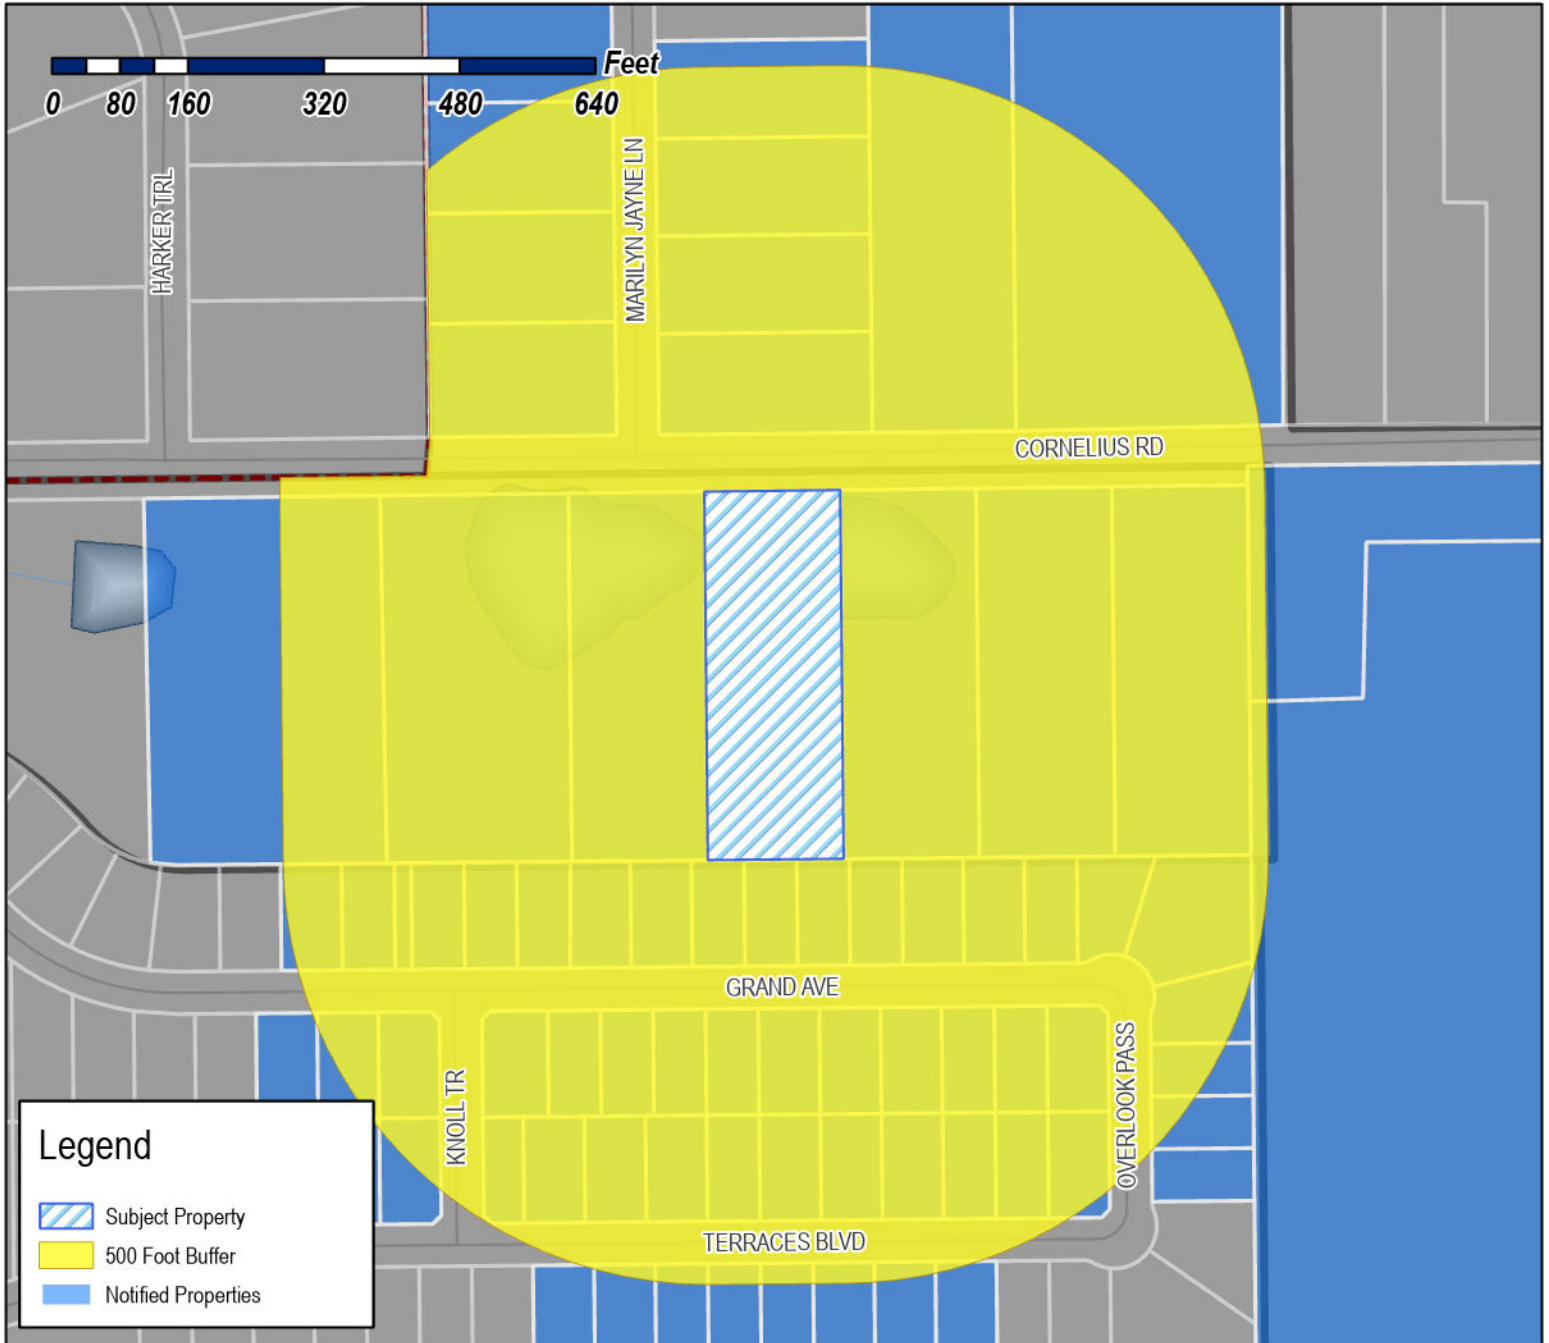 Feet
0 80 160 320 480 640
HARKER TRL
MARILYN JAYNE LN
CORNELIUS RD
GRAND AVE
KNOLL TR
OVERLOOK PASS
TERRACES BLVD
Legend
Subject Property
500 Foot Buffer
Notified Properties